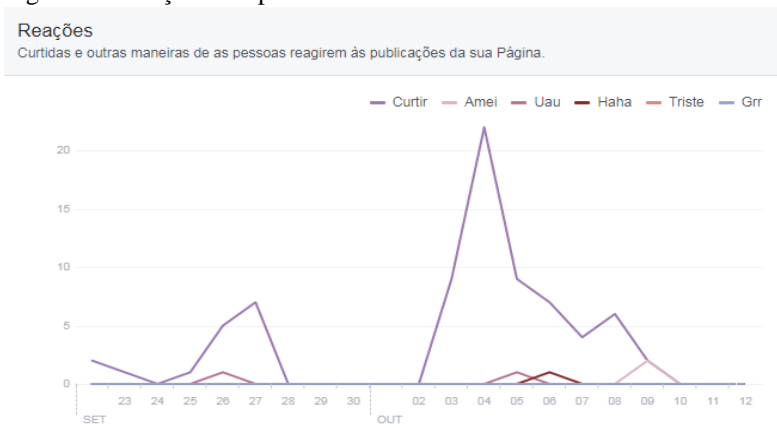 Reações
Curtidas e outras maneiras de as pessoas reagirem às publicações da sua Página.
Curtir Amei Uau Haha Triste Grr
20
15
10
5
0
23 24 25 26 27 28 29 30 02 03 04 05 06 07 08 09 10 11 12
SET OUT